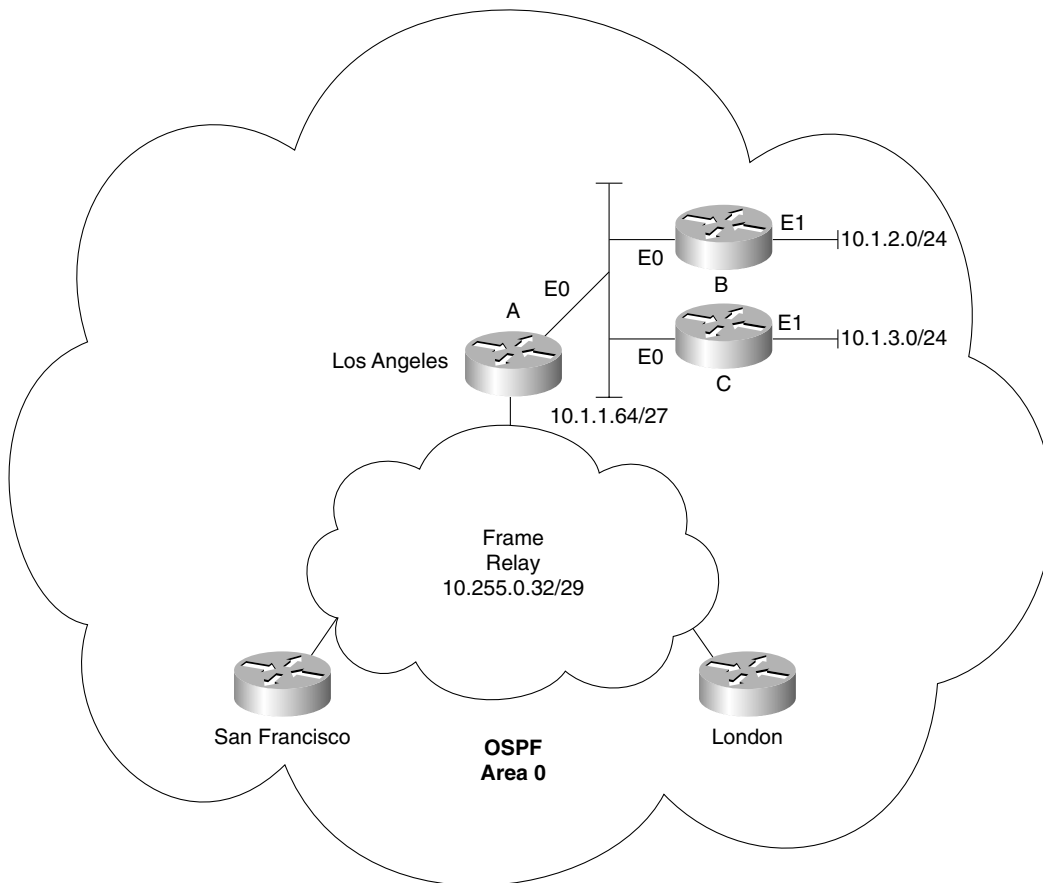 E1
10.1.2.0/24
E0
B
E0
A
E1
10.1.3.0/24
Los Angeles
E0
C
10.1.1.64/27
Frame
Relay
10.255.0.32/29
San Francisco
London
OSPF
Area 0